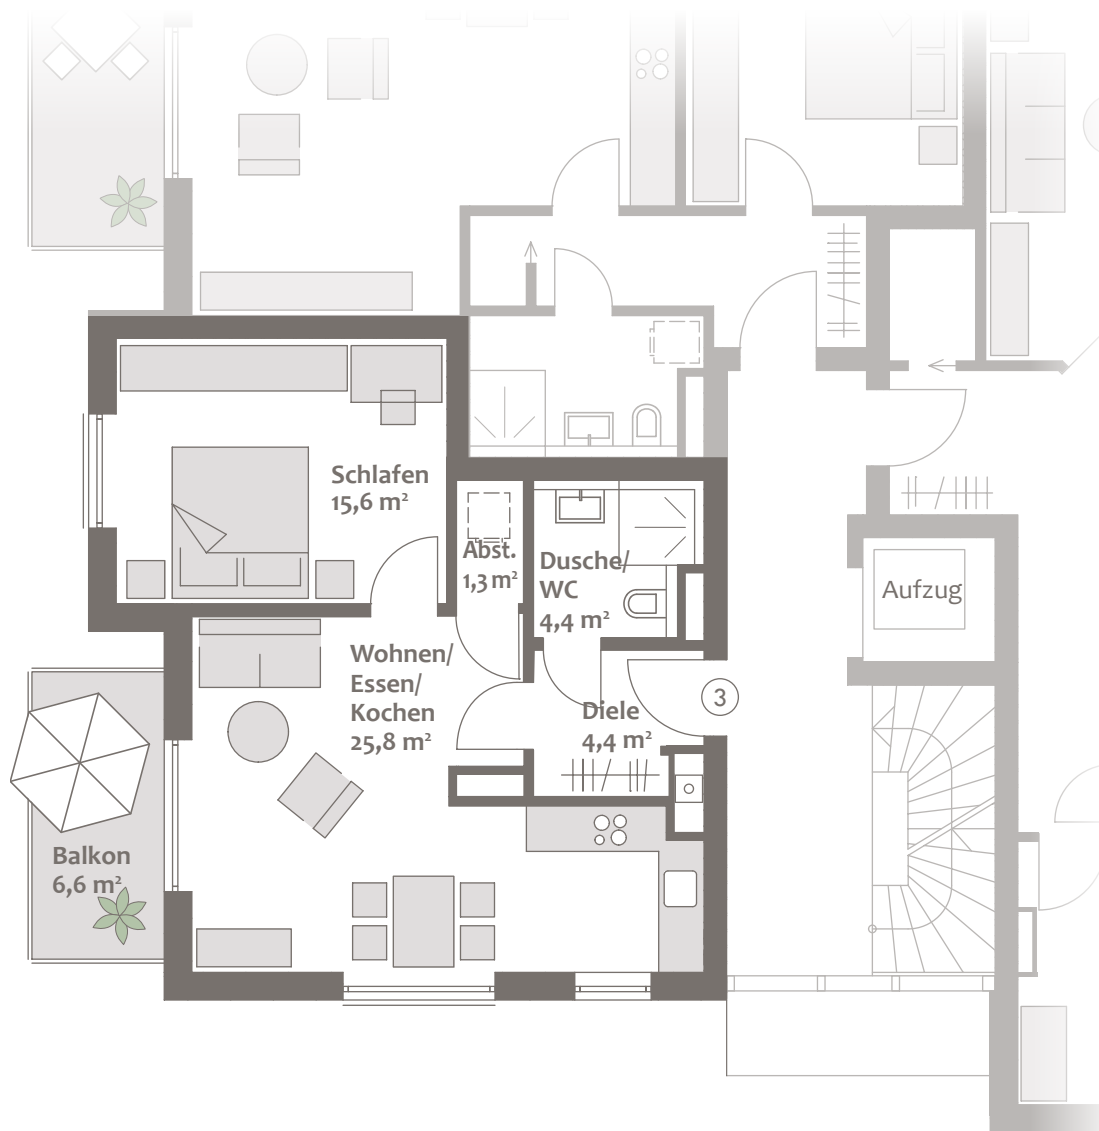 Schlafen
15,6 m²
Abst.
1,3 m²
Dusche/
WC
4,4 m²
Aufzug
Wohnen/
Essen/
Kochen
25,8 m²
Diele
4,4 m²
3
Balkon
6,6 m²